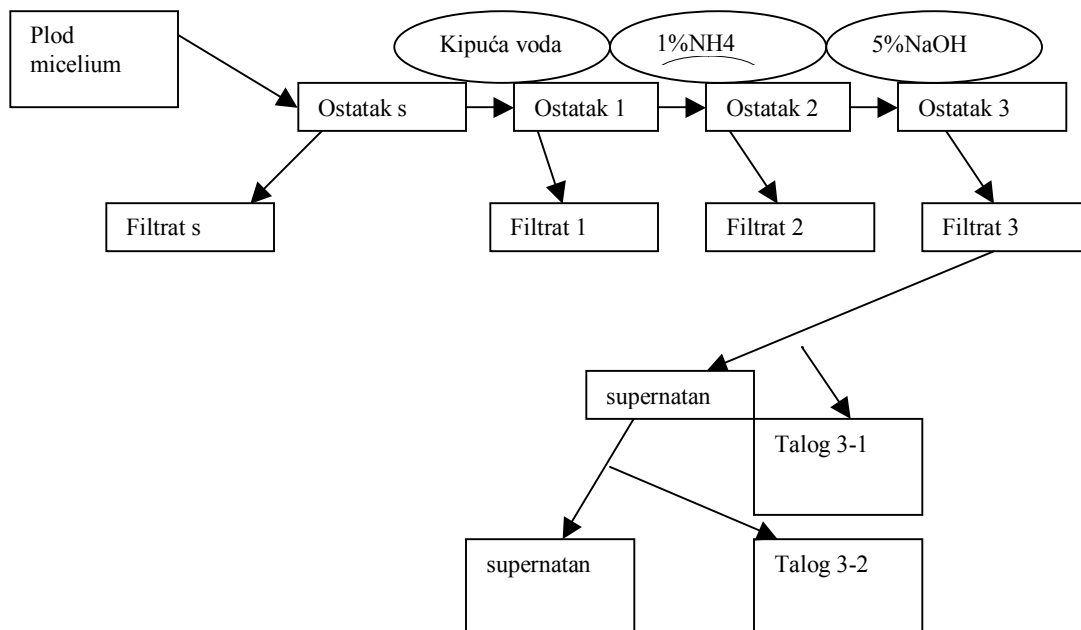 Plod
micelium
Kipuća voda
1%NH4
5%NaOH
Ostatak s
Ostatak 1
Ostatak 2
Ostatak 3
Filtrat s
Filtrat 1
Filtrat 2
Filtrat 3
supernatan
Talog 3-1
supernatan
Talog 3-2